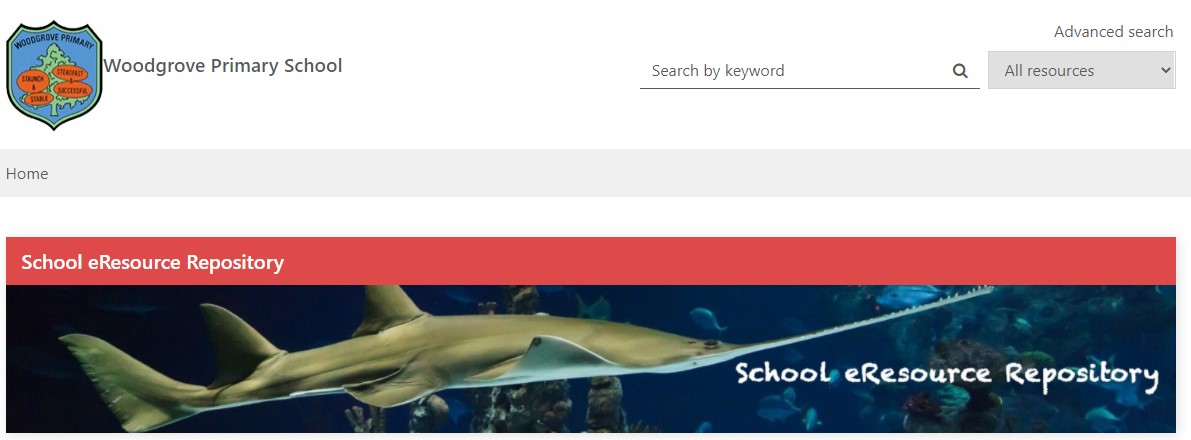 WOODGROVE PRIMARY
STAUNCH
&
STABLE
STEADFAST
&
SUCCESSFUL
Woodgrove Primary School
Advanced search
Search by keyword
All resources
Home
School eResource Repository
School eResource Repository